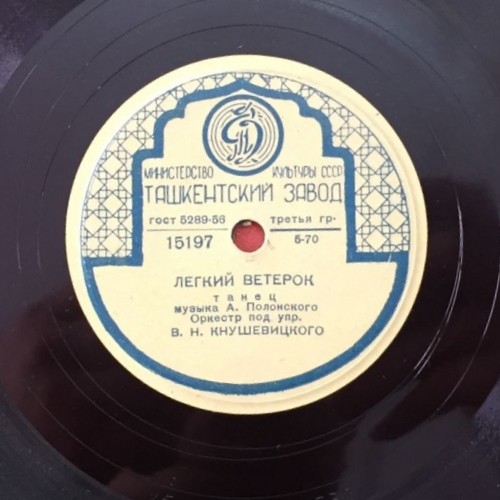 МИНИСТЕРСТВО КУЛЬТУРЫ СССР
ТАШКЕНТСКИЙ ЗАВОД
ГОСТ 5289-56 третья гр-
15197 5-70
ЛЕГКИЙ ВЕТЕРОК
танец
музыка А. Полонского
Оркестр под упр.
В. Н. КНУШЕВИЦКОГО